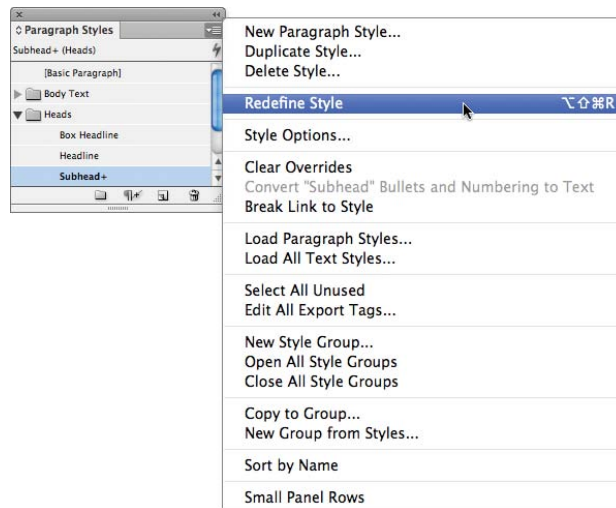 Paragraph Styles
Subhead+ (Heads)
[Basic Paragraph]
Body Text
Heads
Box Headline
Headline
Subhead+
New Paragraph Style...
Duplicate Style...
Delete Style...
Redefine Style ⌥⇧⌘R
Style Options...
Clear Overrides
Convert "Subhead" Bullets and Numbering to Text
Break Link to Style
Load Paragraph Styles...
Load All Text Styles...
Select All Unused
Edit All Export Tags...
New Style Group...
Open All Style Groups
Close All Style Groups
Copy to Group...
New Group from Styles...
Sort by Name
Small Panel Rows